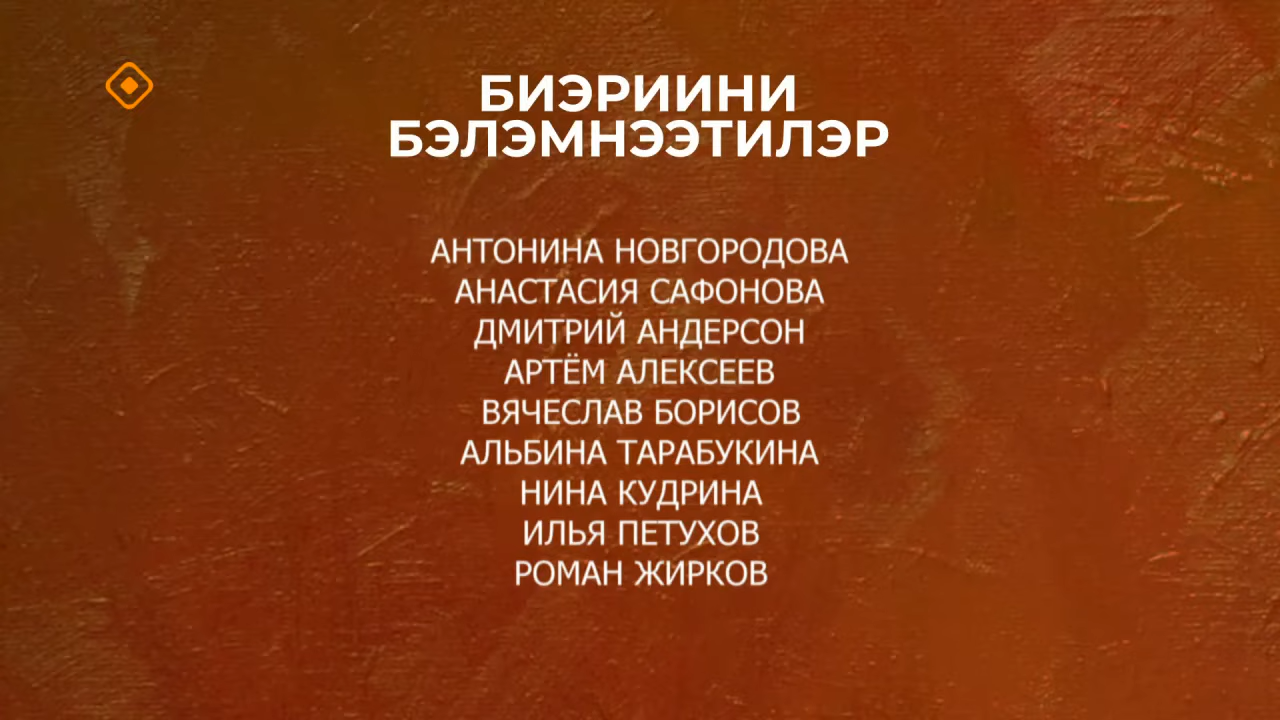 БИЭРИИНИ
БЭЛЭМНЭЭТИЛЭР
АНТОНИНА НОВГОРОДОВА
АНАСТАСИЯ САФОНОВА
ДМИТРИЙ АНДЕРСОН
АРТЁМ АЛЕКСЕЕВ
ВЯЧЕСЛАВ БОРИСОВ
АЛЬБИНА ТАРАБУКИНА
НИНА КУДРИНА
ИЛЬЯ ПЕТУХОВ
РОМАН ЖИРКОВ